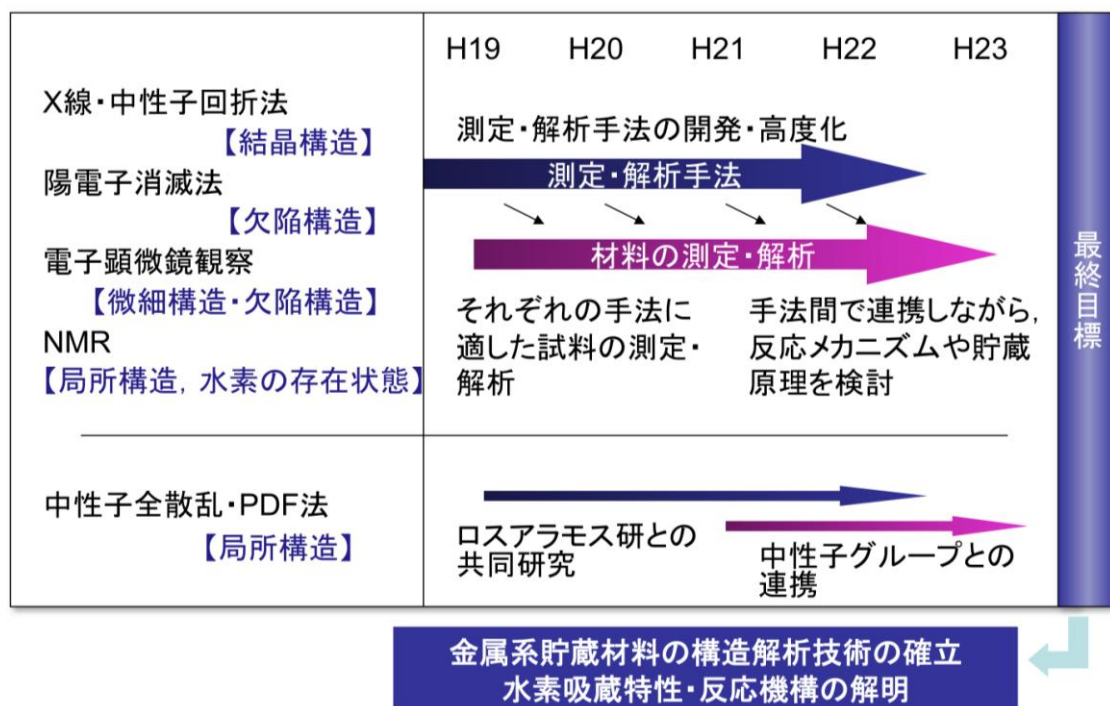 H19 H20 H21 H22 H23
X線・中性子回折法
【結晶構造】
陽電子消滅法
【欠陥構造】
電子顕微鏡観察
【微細構造・欠陥構造】
NMR
【局所構造，水素の存在状態】
測定・解析手法の開発・高度化
測定・解析手法
材料の測定・解析
それぞれの手法に
適した試料の測定・
解析
手法間で連携しながら，
反応メカニズムや貯蔵
原理を検討
中性子全散乱・PDF法
【局所構造】
ロスアラモス研との
共同研究
中性子グループとの
連携
最終目標
金属系貯蔵材料の構造解析技術の確立
水素吸蔵特性・反応機構の解明